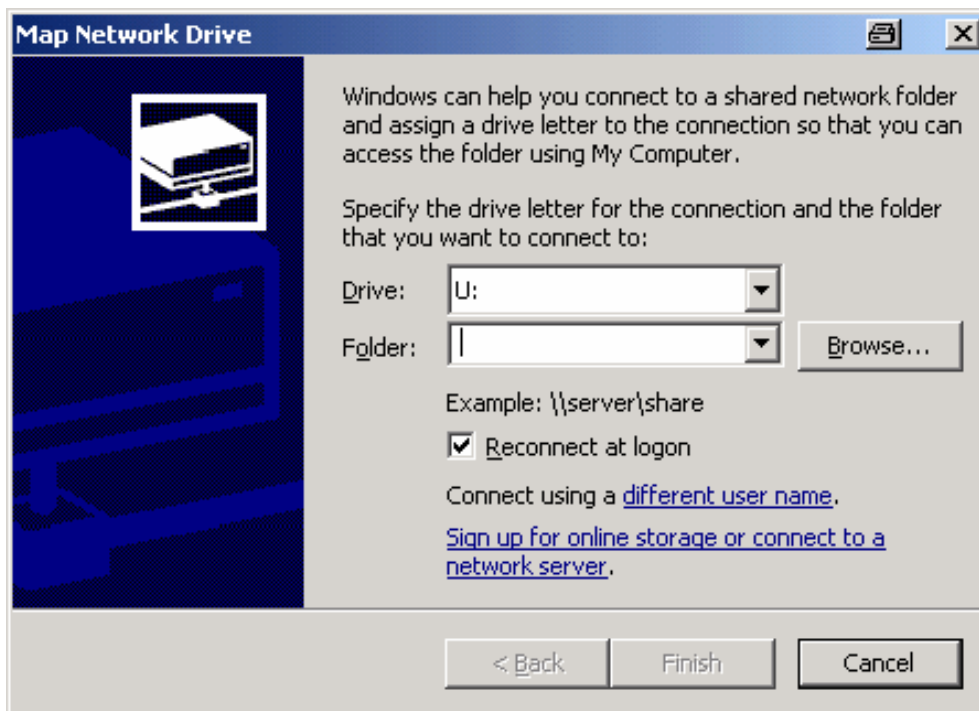 Map Network Drive
Windows can help you connect to a shared network folder
and assign a drive letter to the connection so that you can
access the folder using My Computer.
Specify the drive letter for the connection and the folder
that you want to connect to:
Drive: U:
Folder: Browse...
Example: \\server\share
Reconnect at logon
Connect using a different user name.
Sign up for online storage or connect to a
network server.
< Back Finish Cancel